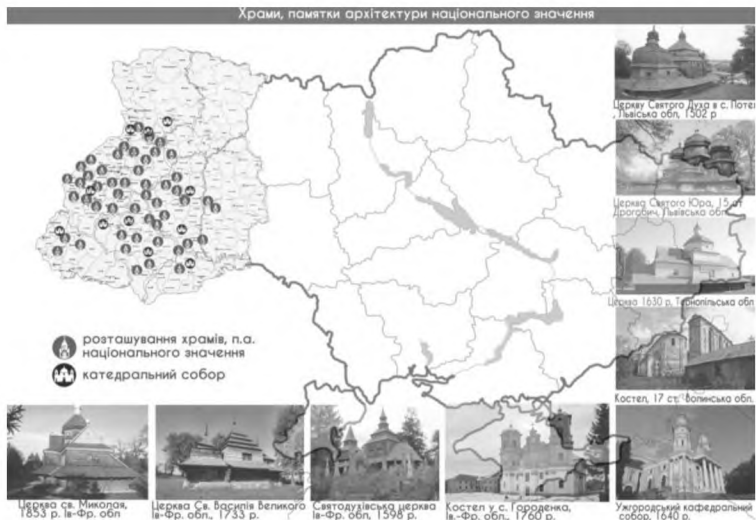 Храми, памятки архітектури національного значення
Церкву Святого Духа в с. Потел
, Львіська обл, 1502 р
Церква Святого Юра, 15 ст
Дрогобич, Львівська обл
Церква 1630 р, Тернопільська обл
Костел, 17 ст. Волинська обл.
розташування храмів, п.а.
національного значення
катедральний собор
Церква св. Миколая,
1853 р. Ів-Фр. обл
Церква Св. Василія Великого
Ів-Фр. обл., 1733 р.
Святодухівська церква
Ів-Фр. обл, 1598 р.
Костел у с. Городенка,
Ів.-Фр. обл., 1760 р.
Ужгородський кафедральний
собор, 1640 р.